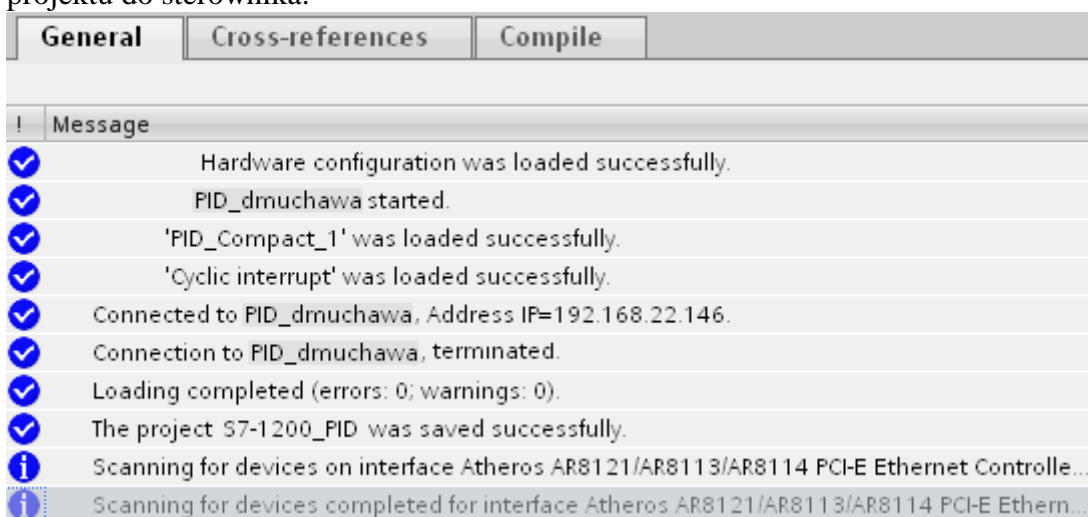 projektu do sterownika.
General Cross-references Compile
! Message
Hardware configuration was loaded successfully.
PID_dmuchawa started.
'PID_Compact_1' was loaded successfully.
'Cyclic interrupt' was loaded successfully.
Connected to PID_dmuchawa, Address IP=192.168.22.146.
Connection to PID_dmuchawa, terminated.
Loading completed (errors: 0; warnings: 0).
The project S7-1200_PID was saved successfully.
Scanning for devices on interface Atheros AR8121/AR8113/AR8114 PCI-E Ethernet Controlle...
Scanning for devices completed for interface Atheros AR8121/AR8113/AR8114 PCI-E Ethern...